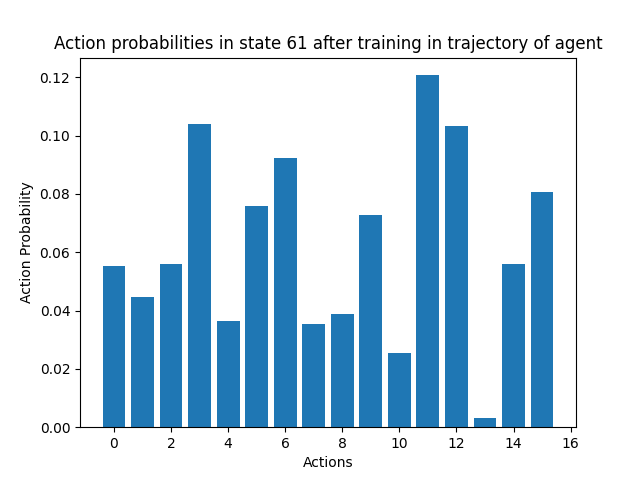 Action probabilities in state 61 after training in trajectory of agent
0.12
0.10
0.08
0.06
0.04
0.02
0.00
Action Probability
0 2 4 6 8 10 12 14 16
Actions